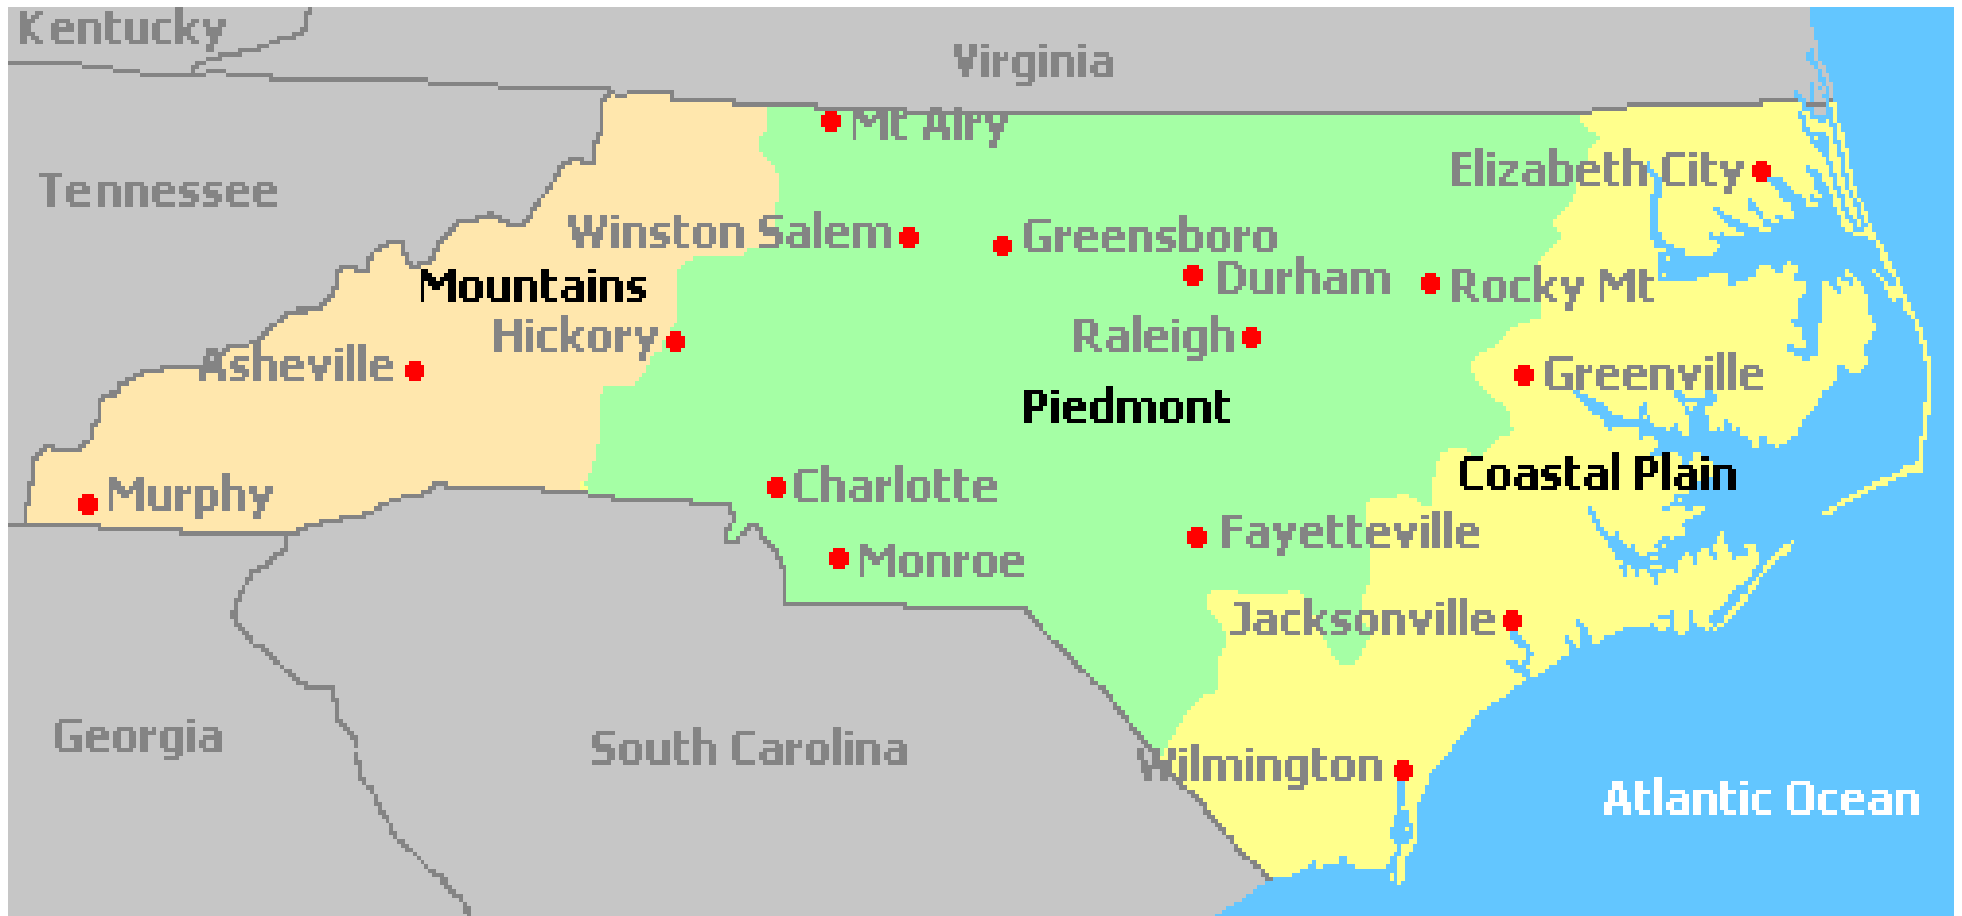 Kentucky
Virginia
Mt Airy
Elizabeth City
Tennessee
Winston Salem
Greensboro
Durham
Rocky Mt
Mountains
Hickory
Raleigh
Asheville
Greenville
Piedmont
Coastal Plain
Charlotte
Murphy
Fayetteville
Monroe
Jacksonville
Georgia
South Carolina
Wilmington
Atlantic Ocean